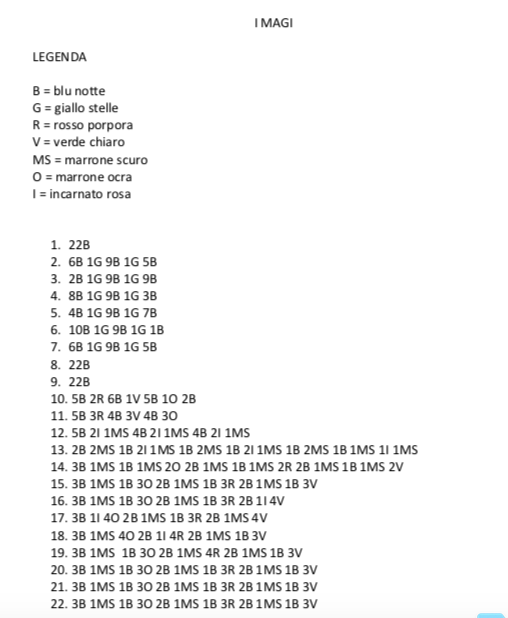 I MAGI
LEGENDA
B = blu notte
G = giallo stelle
R = rosso porpora
V = verde chiaro
MS = marrone scuro
O = marrone ocra
I = incarnato rosa
1. 22B
2. 6B 1G 9B 1G 5B
3. 2B 1G 9B 1G 9B
4. 8B 1G 9B 1G 3B
5. 4B 1G 9B 1G 7B
6. 10B 1G 9B 1G 1B
7. 6B 1G 9B 1G 5B
8. 22B
9. 22B
10. 5B 2R 6B 1V 5B 1O 2B
11. 5B 3R 4B 3V 4B 3O
12. 5B 2I 1MS 4B 2I 1MS 4B 2I 1MS
13. 2B 2MS 1B 2I 1MS 1B 2MS 1B 2I 1MS 1B 2MS 1B 1MS 1I 1MS
14. 3B 1MS 1B 1MS 2O 2B 1MS 1B 1MS 2R 2B 1MS 1B 1MS 2V
15. 3B 1MS 1B 3O 2B 1MS 1B 3R 2B 1MS 1B 3V
16. 3B 1MS 1B 3O 2B 1MS 1B 3R 2B 1I 4V
17. 3B 1I 4O 2B 1MS 1B 3R 2B 1MS 4V
18. 3B 1MS 4O 2B 1I 4R 2B 1MS 1B 3V
19. 3B 1MS 1B 3O 2B 1MS 4R 2B 1MS 1B 3V
20. 3B 1MS 1B 3O 2B 1MS 1B 3R 2B 1MS 1B 3V
21. 3B 1MS 1B 3O 2B 1MS 1B 3R 2B 1MS 1B 3V
22. 3B 1MS 1B 3O 2B 1MS 1B 3R 2B 1MS 1B 3V